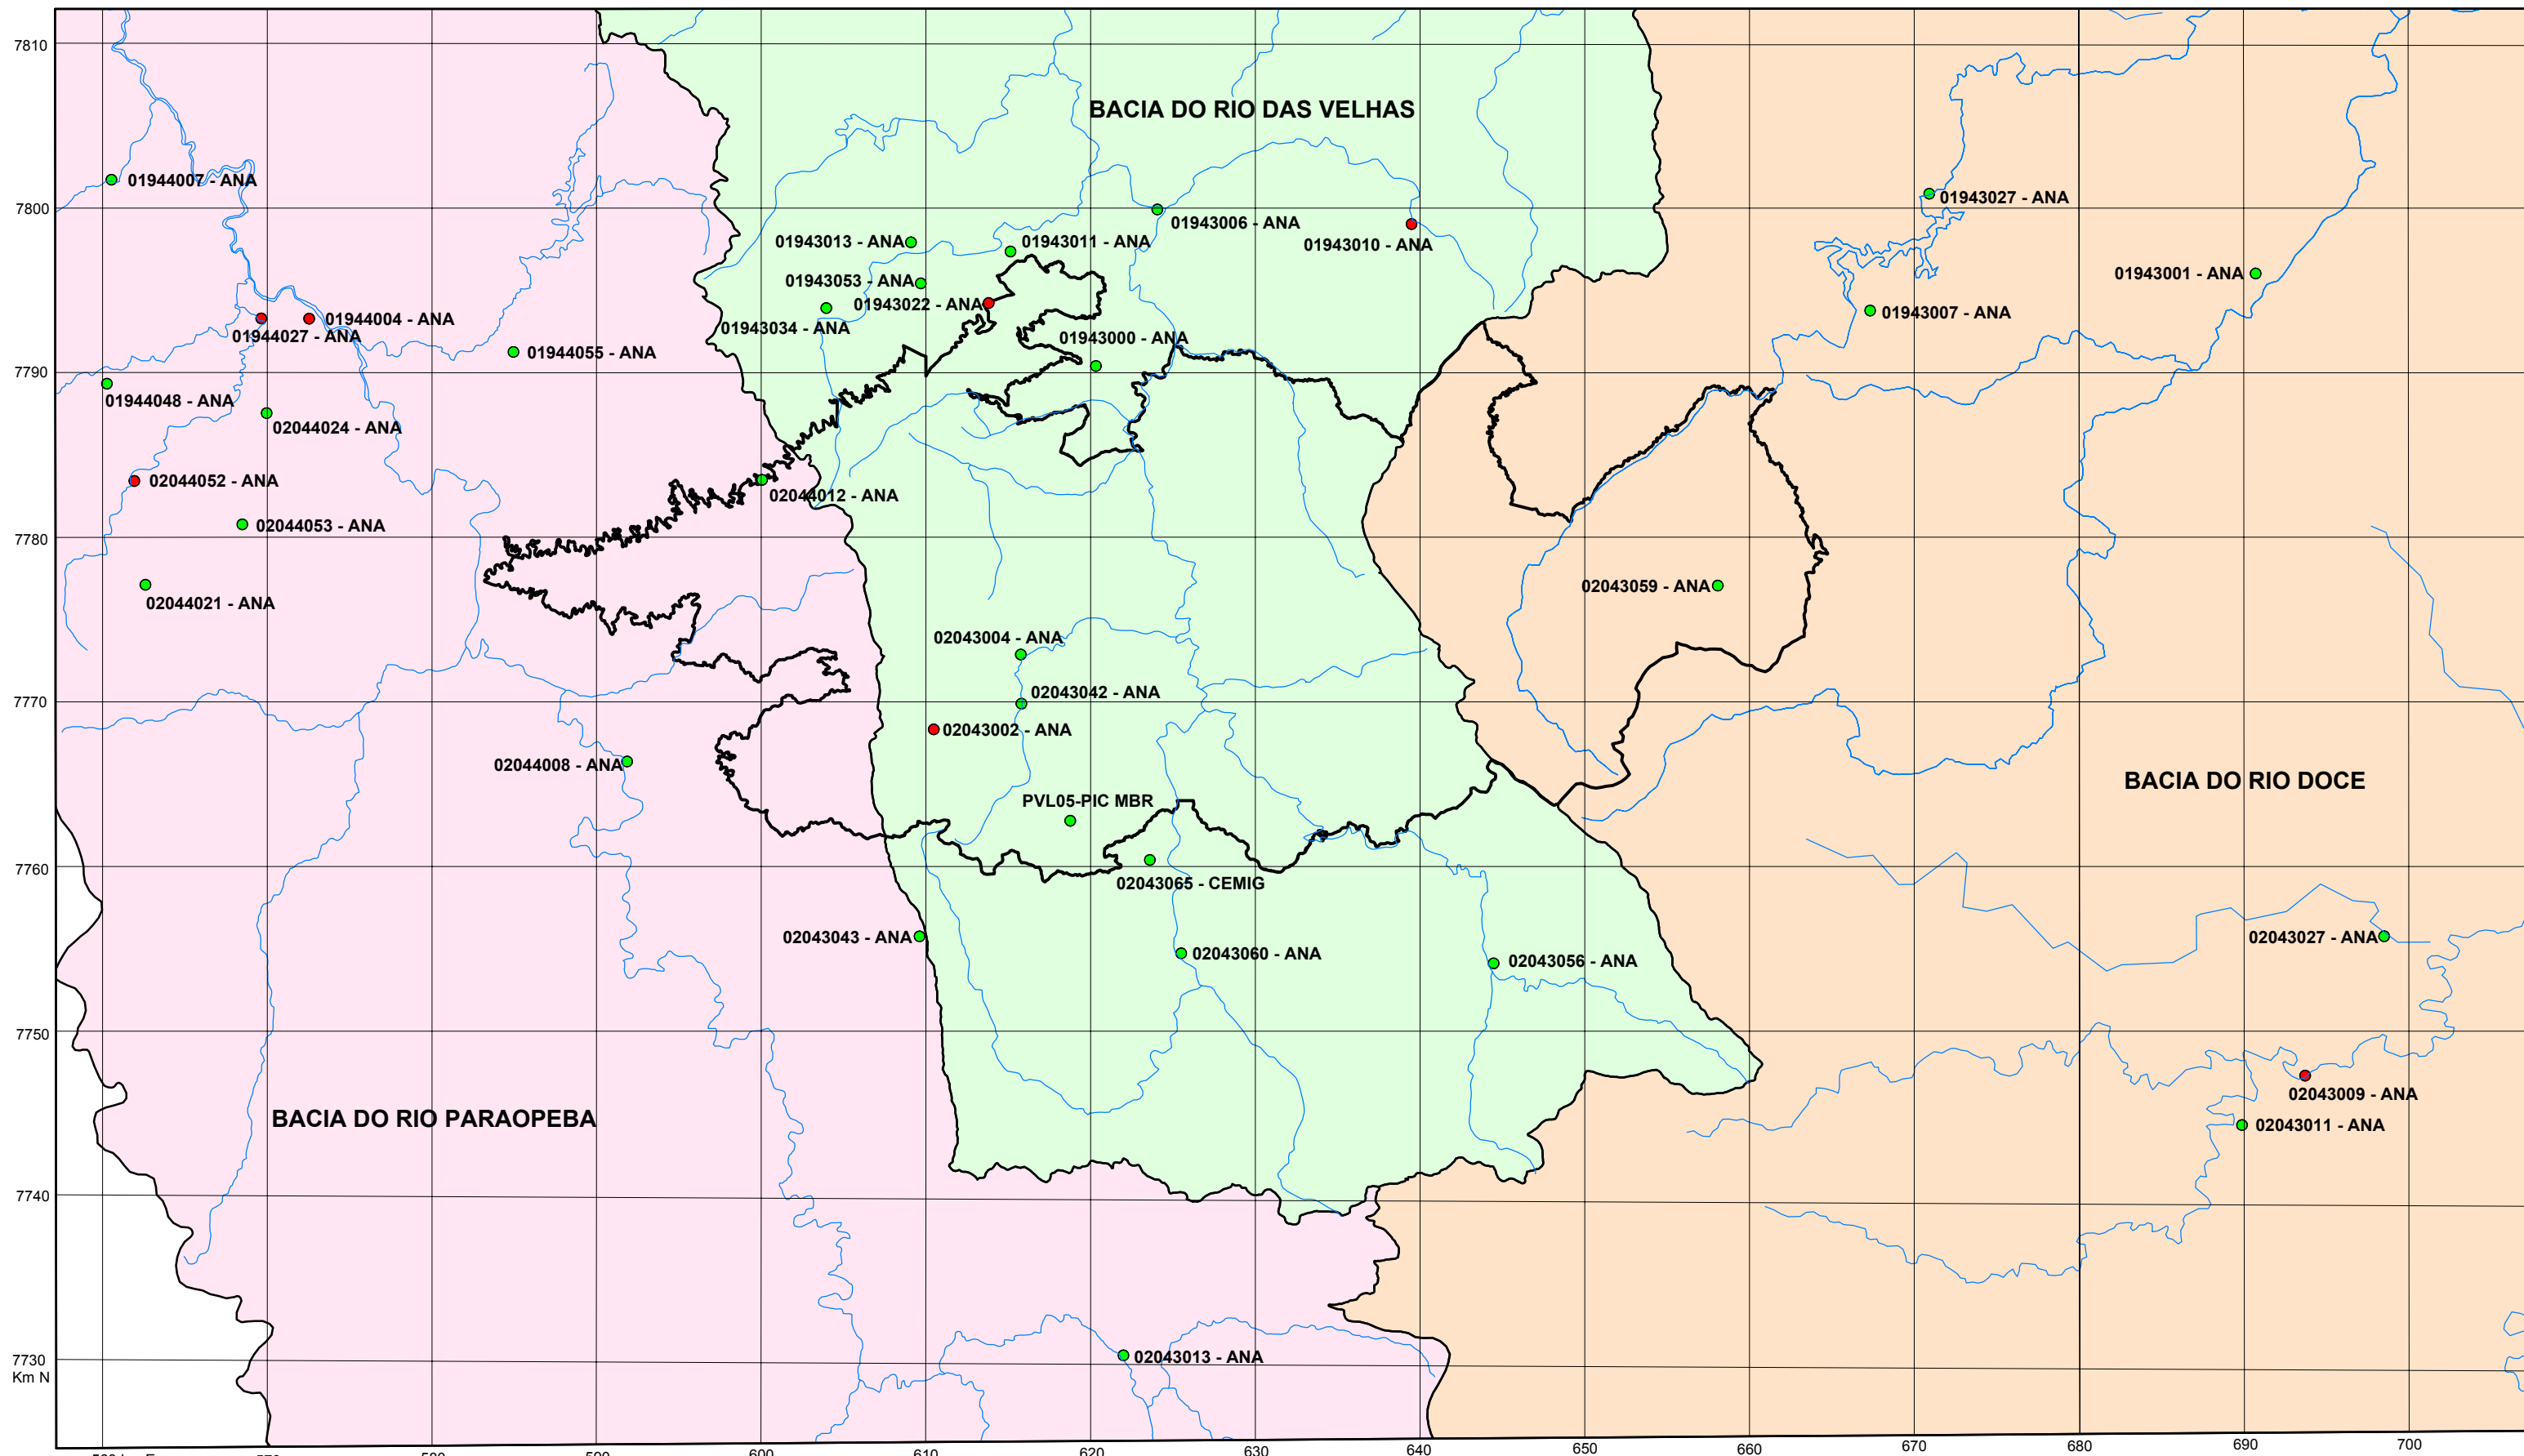 7810
BACIA DO RIO DAS VELHAS
01944007 - ANA
01943027 - ANA
7800
01943006 - ANA
01943013 - ANA
01943011 - ANA
01943010 - ANA
01943001 - ANA
01943053 - ANA
01943022 - ANA
01943007 - ANA
01944004 - ANA
01943034 - ANA
01944027 - ANA
01943000 - ANA
01944055 - ANA
7790
01944048 - ANA
02044024 - ANA
02044052 - ANA
02044012 - ANA
02044053 - ANA
7780
02043059 - ANA
02044021 - ANA
02043004 - ANA
02043042 - ANA
7770
02043002 - ANA
02044008 - ANA
BACIA DO RIO DOCE
PVL05-PIC MBR
7760
02043065 - CEMIG
02043043 - ANA
02043027 - ANA
02043060 - ANA
02043056 - ANA
7750
02043009 - ANA
BACIA DO RIO PARAOPEBA
02043011 - ANA
7740
02043013 - ANA
7730
Km N
600
610
620
630
640
650
660
670
680
690
700